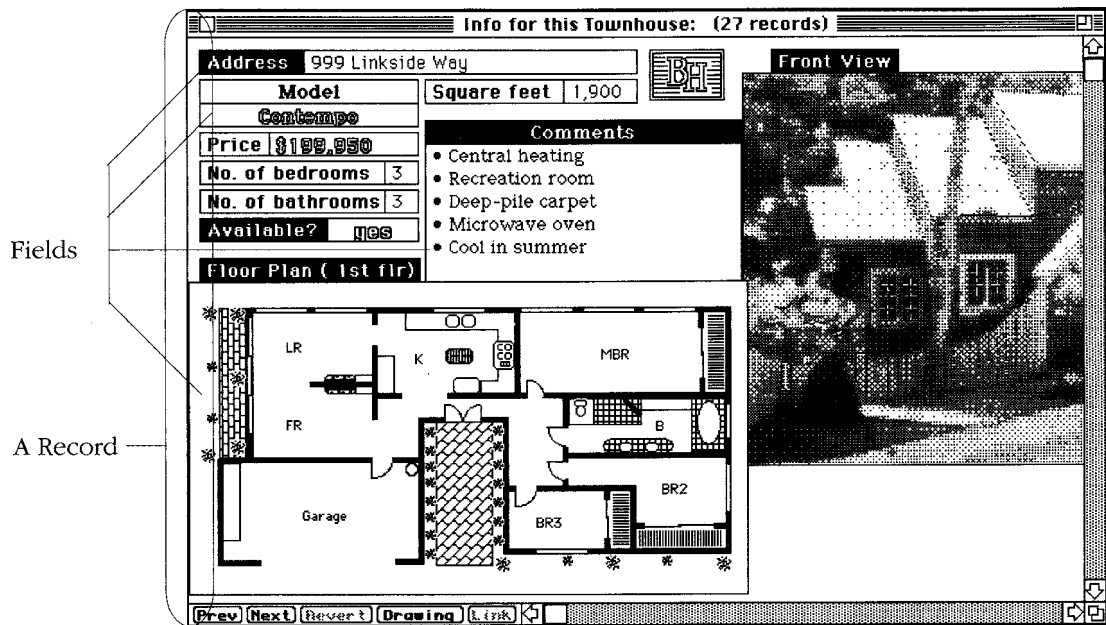 Info for this Townhouse: (27 records)
Address 999 Linkside Way
BH
Front View
Model
Contempo
Square feet 1,900
Price $199,950
No. of bedrooms 3
No. of bathrooms 3
Available? yes
Comments
• Central heating
• Recreation room
• Deep-pile carpet
• Microwave oven
• Cool in summer
Fields
Floor Plan ( 1st flr)
LR
K
MBR
FR
B
A Record
BR2
Garage
BR3
Prev Next Revert Drawing Link